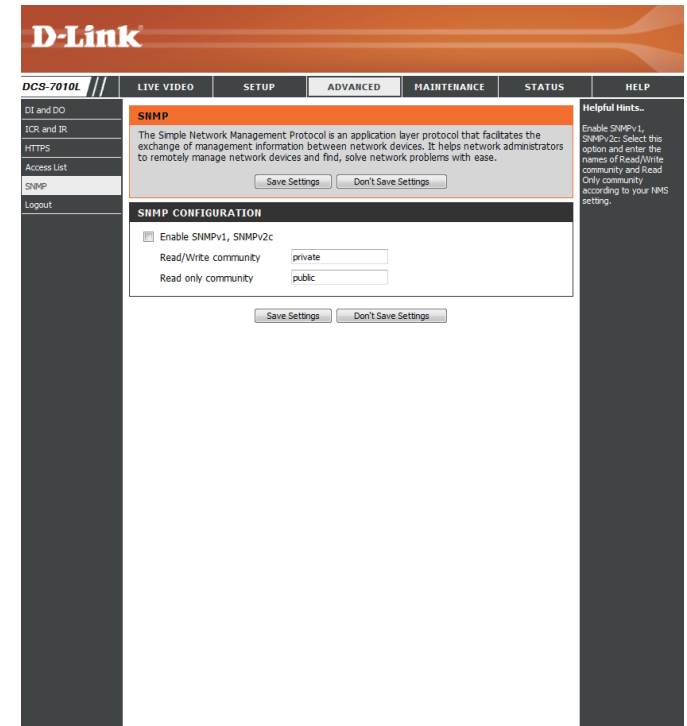 D-Link
DCS-7010L
LIVE VIDEO
SETUP
ADVANCED
MAINTENANCE
STATUS
HELP
DI and DO
ICR and IR
HTTPS
Access List
SNMP
Logout
SNMP
The Simple Network Management Protocol is an application layer protocol that facilitates the
exchange of management information between network devices. It helps network administrators
to remotely manage network devices and find, solve network problems with ease.
Save Settings
Don't Save Settings
SNMP CONFIGURATION
Enable SNMPv1, SNMPv2c
Read/Write community
private
Read only community
public
Save Settings
Don't Save Settings
Helpful Hints..
Enable SNMPv1,
SNMPv2c: Select this
option and enter the
names of Read/Write
community and Read
Only community
according to your NMS
setting.